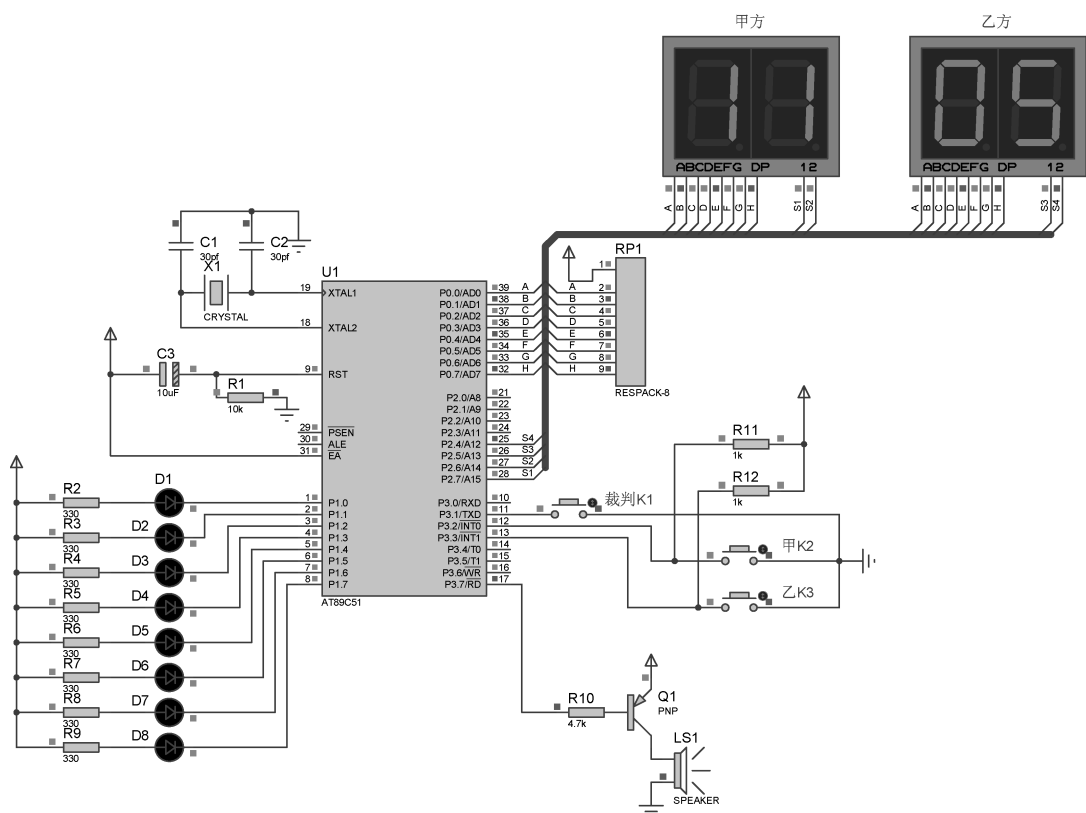 甲方
乙方
ABCDEFG DP 12
ABCDEFG DP 12
A B C D E F G H S1 S2
A B C D E F G H S3 S4
C1
30pf
C2
30pf
X1
CRYSTAL
U1
19 XTAL1
18 XTAL2
9 RST
29 PSEN
30 ALE
31 EA
1 P1.0
2 P1.1
3 P1.2
4 P1.3
5 P1.4
6 P1.5
7 P1.6
8 P1.7
AT89C51
P0.0/AD0 39 A
P0.1/AD1 38 B
P0.2/AD2 37 C
P0.3/AD3 36 D
P0.4/AD4 35 E
P0.5/AD5 34 F
P0.6/AD6 33 G
P0.7/AD7 32 H
P2.0/A8 21
P2.1/A9 22
P2.2/A10 23
P2.3/A11 24
P2.4/A12 25 S4
P2.5/A13 26 S3
P2.6/A14 27 S2
P2.7/A15 28 S1
P3.0/RXD 10
P3.1/TXD 11
P3.2/INT0 12
P3.3/INT1 13
P3.4/T0 14
P3.5/T1 15
P3.6/WR 16
P3.7/RD 17
RP1
1
A 2
B 3
C 4
D 5
E 6
F 7
G 8
H 9
RESPACK-8
C3
10uF
R1
10k
R2
330
D1
R3
330
D2
R4
330
D3
R5
330
D4
R6
330
D5
R7
330
D6
R8
330
D7
R9
330
D8
R11
1k
R12
1k
裁判K1
甲K2
乙K3
R10
4.7k
Q1
PNP
LS1
SPEAKER
11
05